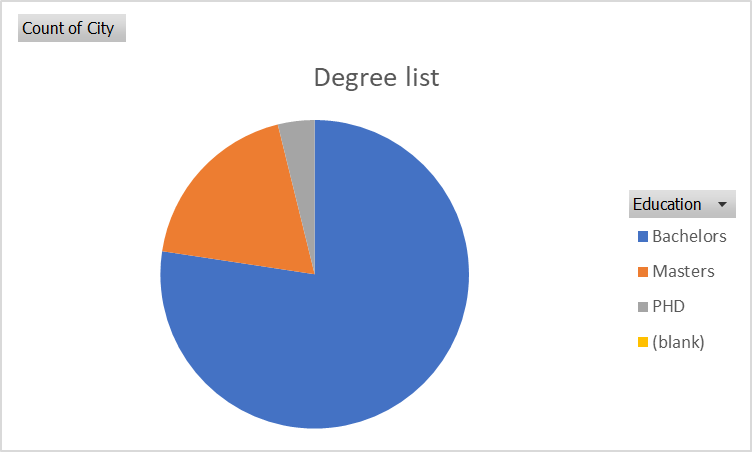 Count of City
Degree list
Education
Bachelors
Masters
PHD
(blank)